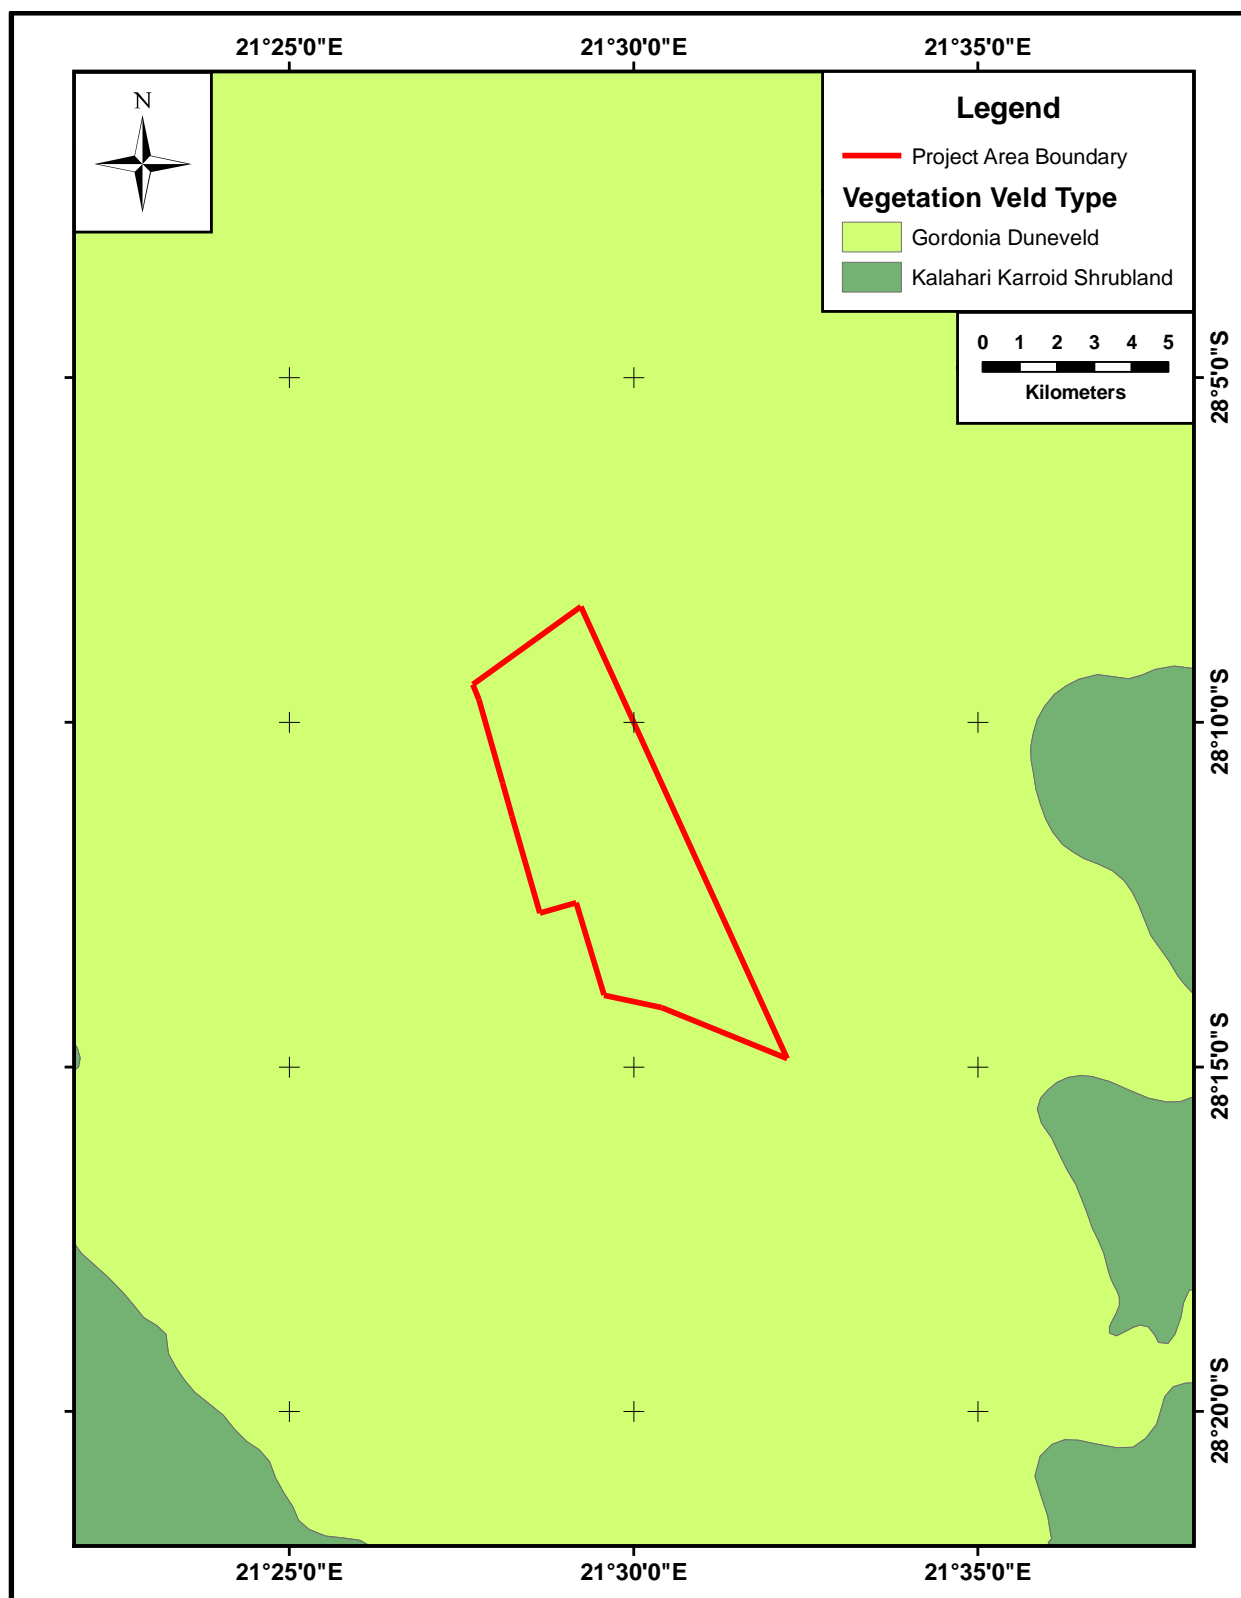 21°25'0"E 21°30'0"E 21°35'0"E
N
Legend
Project Area Boundary
Vegetation Veld Type
Gordonia Duneveld
Kalahari Karroid Shrubland
0 1 2 3 4 5
Kilometers
28°5'0"S
28°10'0"S
28°15'0"S
28°20'0"S
21°25'0"E 21°30'0"E 21°35'0"E